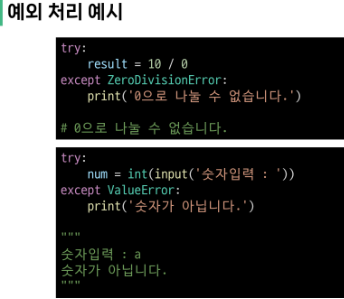 예외 처리 예시
try:
    result = 10 / 0
except ZeroDivisionError:
    print('0으로 나눌 수 없습니다.')

# 0으로 나눌 수 없습니다.
try:
    num = int(input('숫자입력 : '))
except ValueError:
    print('숫자가 아닙니다.')

"""
숫자입력 : a
숫자가 아닙니다.
"""